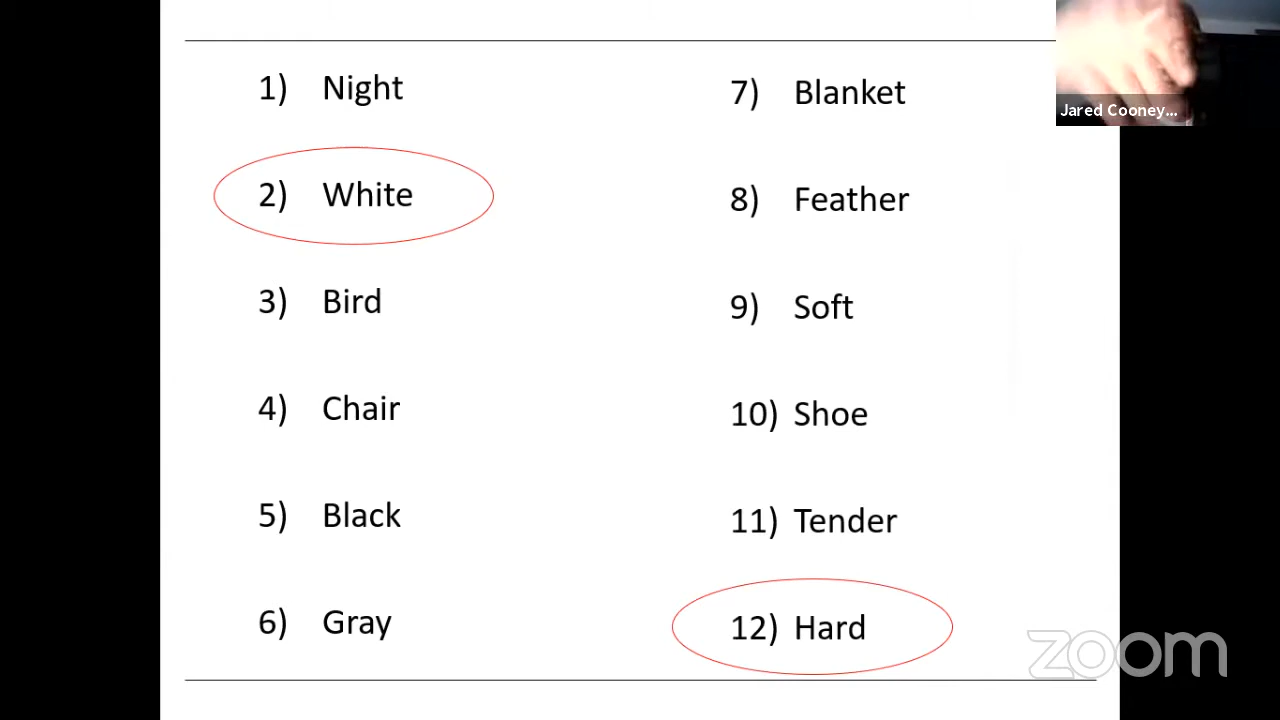 1) Night
2) White
3) Bird
4) Chair
5) Black
6) Gray
7) Blanket
8) Feather
9) Soft
10) Shoe
11) Tender
12) Hard
Jared Cooney...
zoom